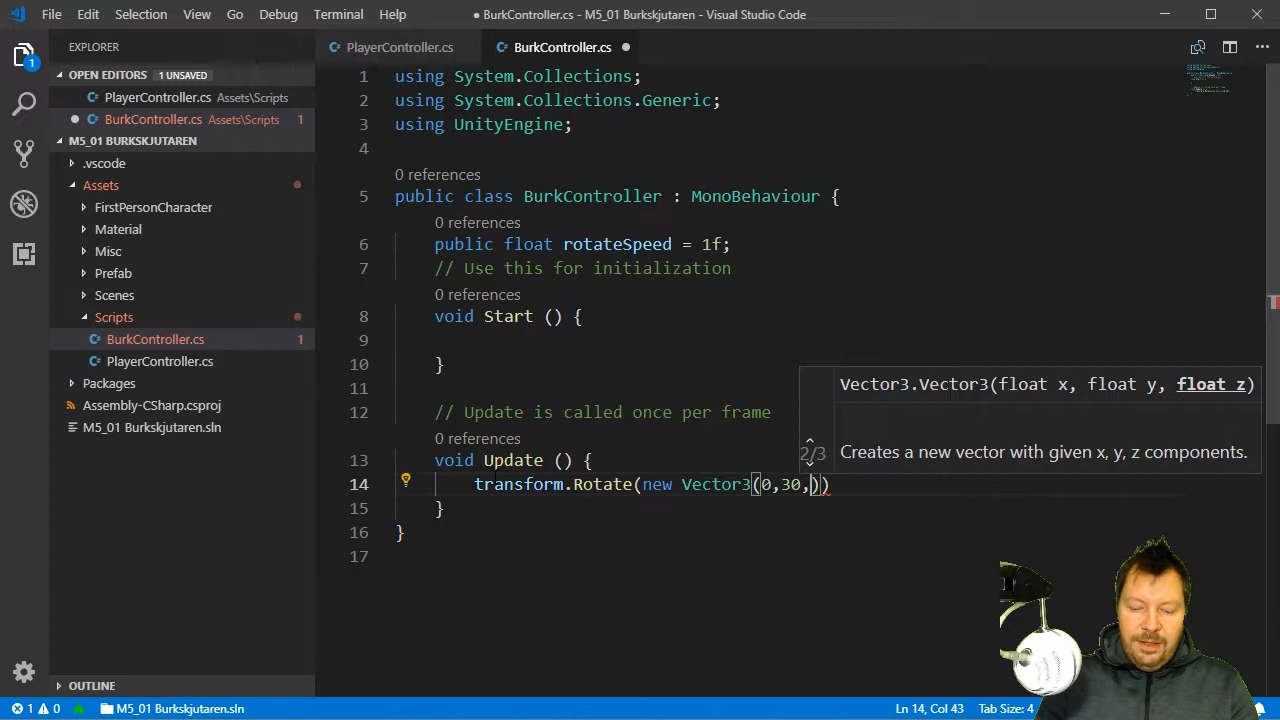 File Edit Selection View Go Debug Terminal Help
● BurkController.cs - M5_01 Burkskjutaren - Visual Studio Code
EXPLORER
OPEN EDITORS 1 UNSAVED
PlayerController.cs Assets\Scripts
BurkController.cs Assets\Scripts 1
M5_01 BURKSKJUTAREN
.vscode
Assets
FirstPersonCharacter
Material
Misc
Prefab
Scenes
Scripts
BurkController.cs 1
PlayerController.cs
Packages
Assembly-CSharp.csproj
M5_01 Burkskjutaren.sln
OUTLINE
1
PlayerController.cs BurkController.cs
1 using System.Collections;
2 using System.Collections.Generic;
3 using UnityEngine;
4
0 references
5 public class BurkController : MonoBehaviour {
0 references
6 public float rotateSpeed = 1f;
7 // Use this for initialization
0 references
8 void Start () {
9
10 }
11
12 // Update is called once per frame
0 references
13 void Update () {
14 transform.Rotate(new Vector3(0,30,))
15 }
16 }
17
Vector3.Vector3(float x, float y, float z)
2/3
Creates a new vector with given x, y, z components.
1 0 M5_01 Burkskjutaren.sln
Ln 14, Col 43 Tab Size: 4